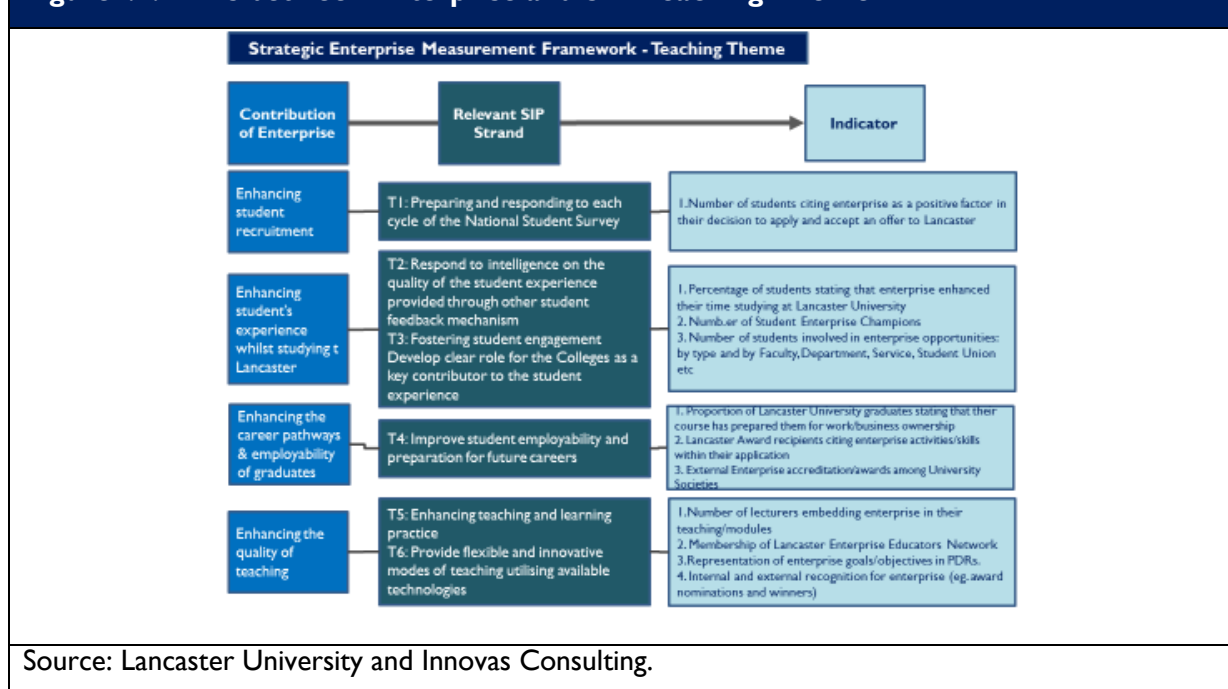 Strategic Enterprise Measurement Framework - Teaching Theme
Contribution
of Enterprise
Relevant SIP
Strand
Indicator
Enhancing
student
recruitment
T1: Preparing and responding to each
cycle of the National Student Survey
1.Number of students citing enterprise as a positive factor in
their decision to apply and accept an offer to Lancaster
Enhancing
student's
experience
whilst studying t
Lancaster
T2: Respond to intelligence on the
quality of the student experience
provided through other student
feedback mechanism
T3: Fostering student engagement
Develop clear role for the Colleges as a
key contributor to the student
experience
1. Percentage of students stating that enterprise enhanced
their time studying at Lancaster University
2. Numb.er of Student Enterprise Champions
3. Number of students involved in enterprise opportunities:
by type and by Faculty, Department, Service, Student Union
etc
Enhancing the
career pathways
& employability
of graduates
T4: Improve student employability and
preparation for future careers
1. Proportion of Lancaster University graduates stating that their
course has prepared them for work/business ownership
2. Lancaster Award recipients citing enterprise activities/skills
within their application
3. External Enterprise accreditation/awards among University
Societies
Enhancing the
quality of
teaching
T5: Enhancing teaching and learning
practice
T6: Provide flexible and innovative
modes of teaching utilising available
technologies
1.Number of lecturers embedding enterprise in their
teaching/modules
2. Membership of Lancaster Enterprise Educators Network
3.Representation of enterprise goals/objectives in PDRs.
4. Internal and external recognition for enterprise (eg. award
nominations and winners)
Source: Lancaster University and Innovas Consulting.